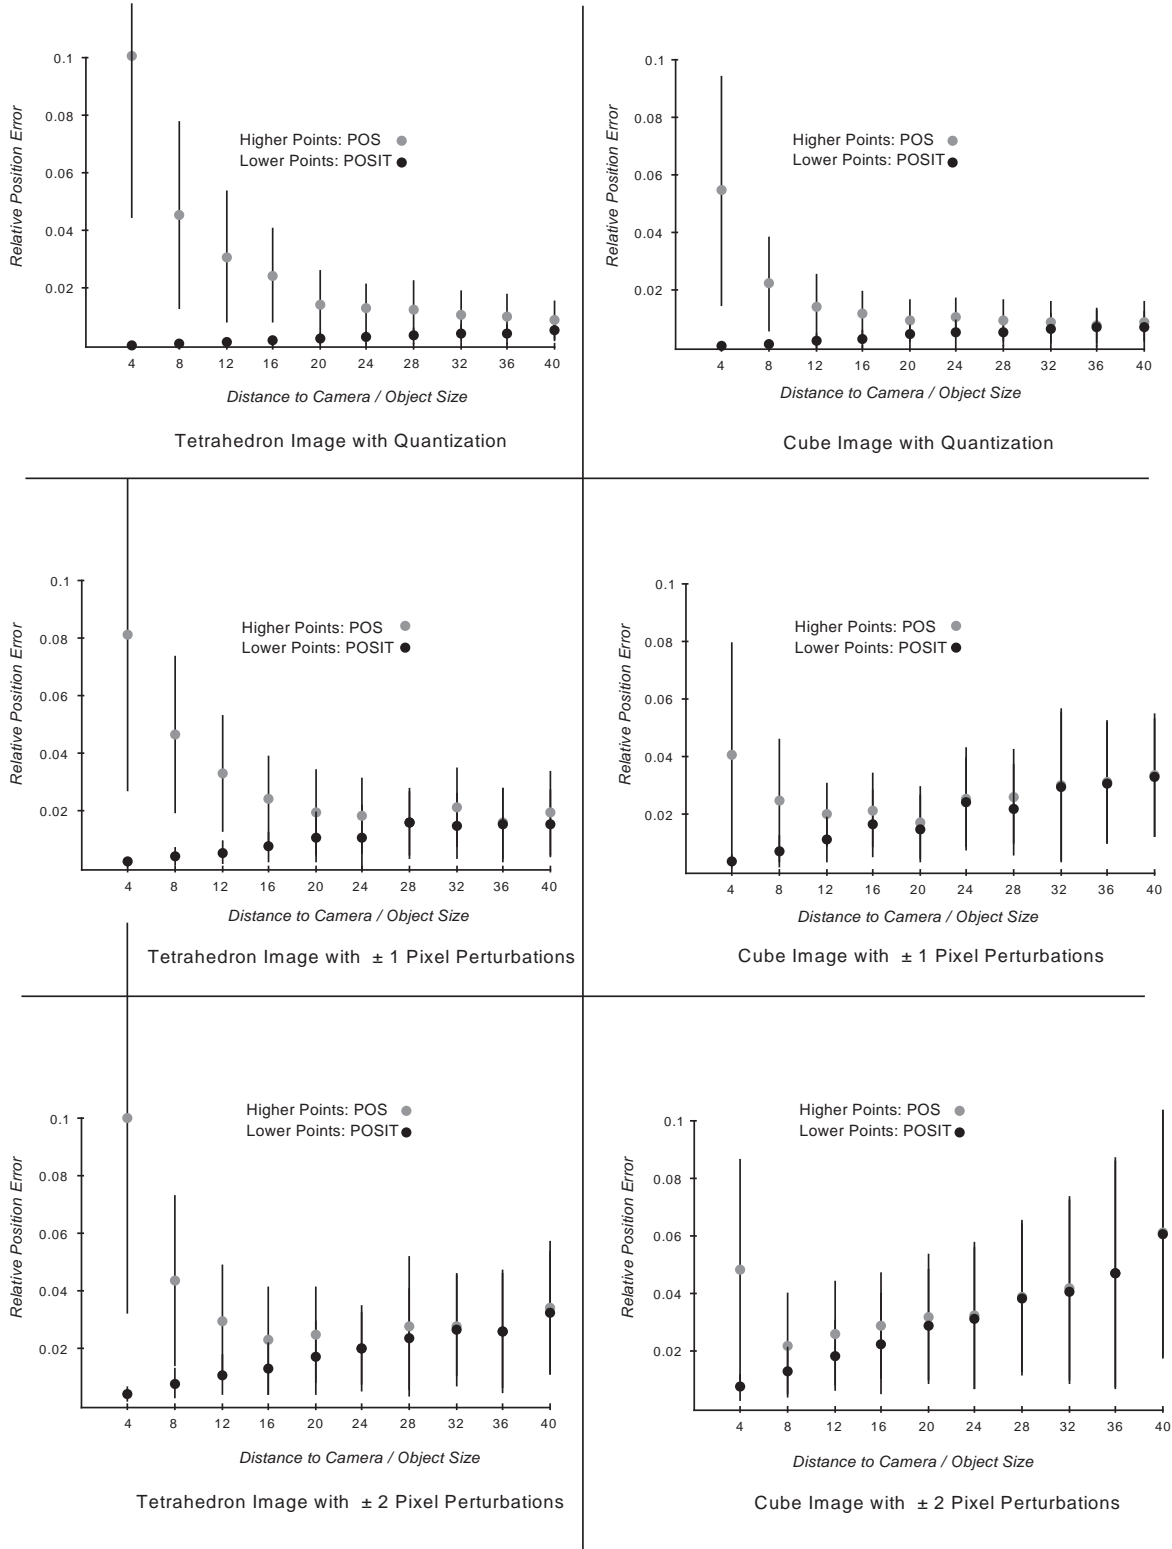 0.1
0.08
0.06
0.04
0.02
Relative Position Error
Higher Points: POS
Lower Points: POSIT
4 8 12 16 20 24 28 32 36 40
Distance to Camera / Object Size
Tetrahedron Image with Quantization
0.1
0.08
0.06
0.04
0.02
Relative Position Error
Higher Points: POS
Lower Points: POSIT
4 8 12 16 20 24 28 32 36 40
Distance to Camera / Object Size
Cube Image with Quantization
0.1
0.08
0.06
0.04
0.02
Relative Position Error
Higher Points: POS
Lower Points: POSIT
4 8 12 16 20 24 28 32 36 40
Distance to Camera / Object Size
Tetrahedron Image with ± 1 Pixel Perturbations
0.1
0.08
0.06
0.04
0.02
Relative Position Error
Higher Points: POS
Lower Points: POSIT
4 8 12 16 20 24 28 32 36 40
Distance to Camera / Object Size
Cube Image with ± 1 Pixel Perturbations
0.1
0.08
0.06
0.04
0.02
Relative Position Error
Higher Points: POS
Lower Points: POSIT
4 8 12 16 20 24 28 32 36 40
Distance to Camera / Object Size
Tetrahedron Image with ± 2 Pixel Perturbations
0.1
0.08
0.06
0.04
0.02
Relative Position Error
Higher Points: POS
Lower Points: POSIT
4 8 12 16 20 24 28 32 36 40
Distance to Camera / Object Size
Cube Image with ± 2 Pixel Perturbations